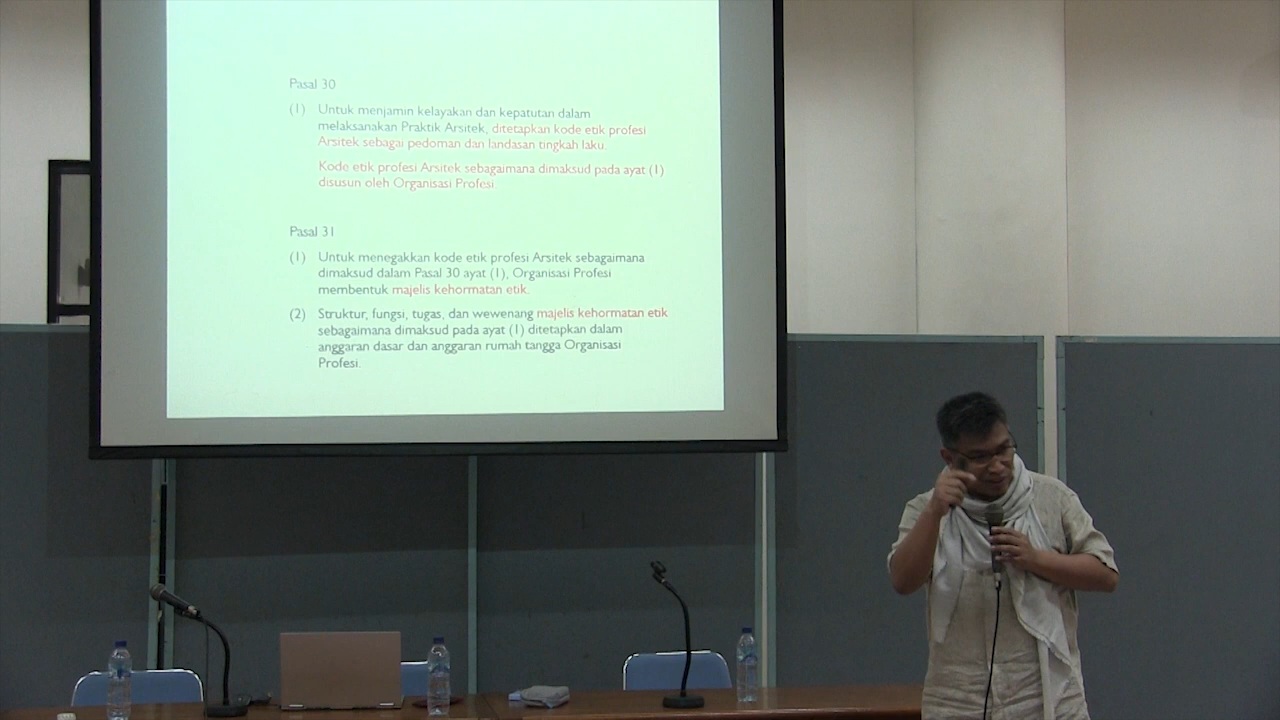 Pasal 30
(1) Untuk menjamin kelayakan dan kepatutan dalam
melaksanakan Praktik Arsitek, ditetapkan kode etik profesi
Arsitek sebagai pedoman dan landasan tingkah laku.
Kode etik profesi Arsitek sebagaimana dimaksud pada ayat (1)
disusun oleh Organisasi Profesi
Pasal 31
(1) Untuk menegakkan kode etik profesi Arsitek sebagaimana
dimaksud dalam Pasal 30 ayat (1), Organisasi Profesi
membentuk majelis kehormatan etik.
(2) Struktur, fungsi, tugas, dan wewenang majelis kehormatan etik
sebagaimana dimaksud pada ayat (1) ditetapkan dalam
anggaran dasar dan anggaran rumah tangga Organisasi
Profesi.